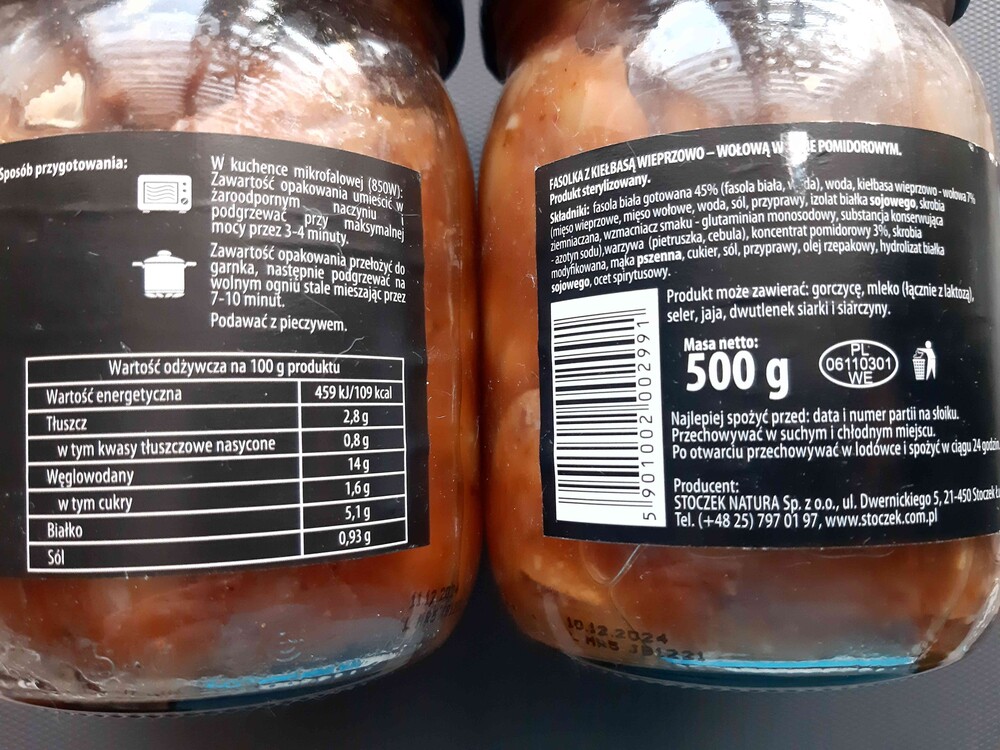 Sposób przygotowania:
W kuchence mikrofalowej (850W):
Zawartość opakowania umieścić w
żaroodpornym naczyniu i
podgrzewać przy maksymalnej
mocy przez 3-4 minuty.
Zawartość opakowania przełożyć do
garnka, następnie podgrzewać na
wolnym ogniu stale mieszając przez
7-10 minut.
Podawać z pieczywem.
Wartość odżywcza na 100 g produktu
Wartość energetyczna 459 kJ/109 kcal
Tłuszcz 2,8 g
w tym kwasy tłuszczowe nasycone 0,8 g
Węglowodany 14 g
w tym cukry 1,6 g
Białko 5,1 g
Sól 0,93 g
FASOLKA Z KIEŁBASĄ WIEPRZOWO – WOŁOWĄ W POMIDOROWYM.
Produkt sterylizowany.
Składniki: fasola biała gotowana 45% (fasola biała, woda), woda, kiełbasa wieprzowo - wołowa 7%
(mięso wieprzowe, mięso wołowe, woda, sól, przyprawy, izolat białka sojowego, skrobia
ziemniaczana, wzmacniacz smaku - glutaminian monosodowy, substancja konserwująca
- azotyn sodu), warzywa (pietruszka, cebula), koncentrat pomidorowy 3%, skrobia
modyfikowana, mąka pszenna, cukier, sól, przyprawy, olej rzepakowy, hydrolizat białka
sojowego, ocet spirytusowy.
Produkt może zawierać: gorczycę, mleko (łącznie z laktozą),
seler, jaja, dwutlenek siarki i siarczyny.
Masa netto:
500 g
PL
06110301
WE
5 901002 002991
Najlepiej spożyć przed: data i numer partii na słoiku.
Przechowywać w suchym i chłodnym miejscu.
Po otwarciu przechowywać w lodówce i spożyć w ciągu 24 godzin.
Producent:
STOCZEK NATURA Sp. z o.o., ul. Dwernickiego 5, 21-450 Stoczek
Tel. (+48 25) 797 01 97, www.stoczek.com.pl
11.12.2024
10.12.2024